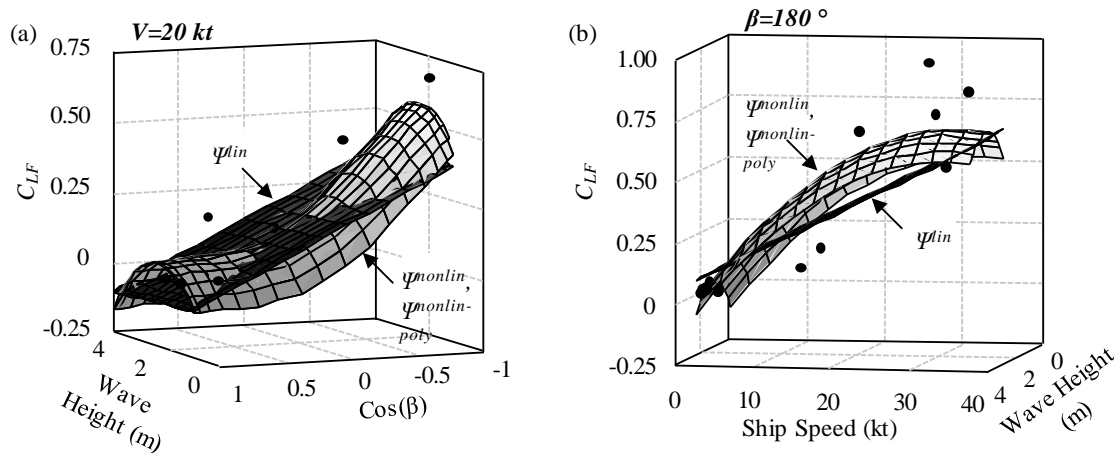 (a)
V=20 kt
0.75
0.50
0.25
0
-0.25
C_LF
Ψ^lin
Ψ^nonlin,
Ψ^nonlin-
poly
4
2
0
Wave
Height (m)
1
0.5
0
-0.5
-1
Cos(β)
(b)
β=180 °
1.00
0.75
0.50
0.25
0
-0.25
C_LF
Ψ^nonlin,
Ψ^nonlin-
poly
Ψ^lin
0
10
20
30
40
Ship Speed (kt)
4
2
0
Wave Height
(m)